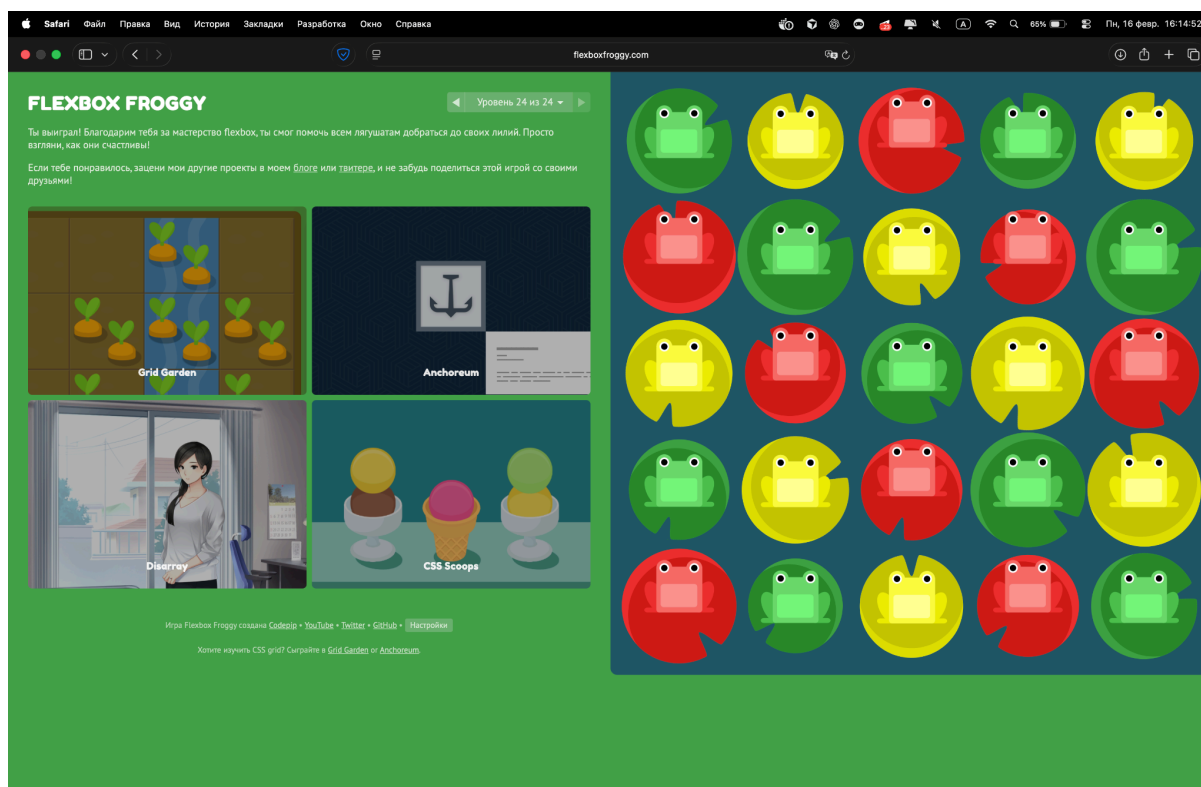 Safari Файл Правка Вид История Закладки Разработка Окно Справка
23 A 65% Пн, 16 февр. 16:14:52
flexboxfroggy.com
FLEXBOX FROGGY
Уровень 24 из 24
Ты выиграл! Благодарим тебя за мастерство flexbox, ты смог помочь всем лягушатам добраться до своих лилий. Просто
взгляни, как они счастливы!
Если тебе понравилось, зацени мои другие проекты в моем блоге или твитере, и не забудь поделиться этой игрой со своими
друзьями!
Grid Garden
Anchoreum
Disarray
CSS Scoops
Игра Flexbox Froggy создана Codepip • YouTube • Twitter • GitHub • Настройки
Хотите изучить CSS grid? Сыграйте в Grid Garden or Anchoreum.